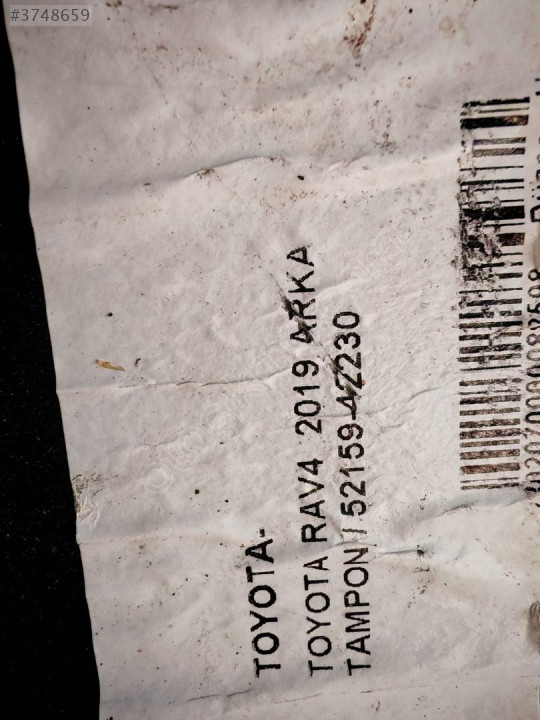 #3748659
TOYOTA-
TOYOTA RAV4 2019 ARKA
TAMPON / 52159-42230